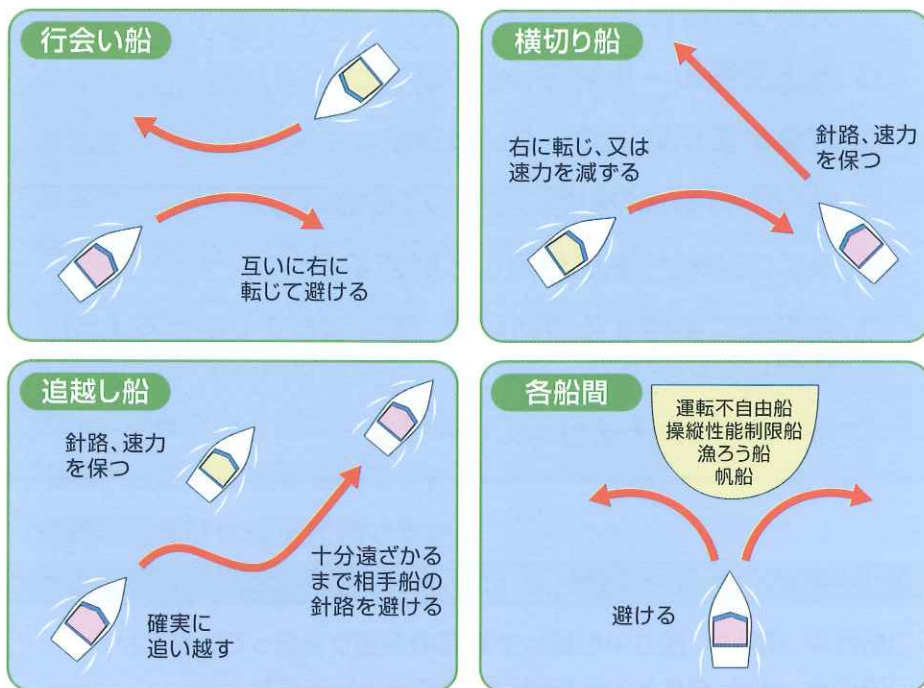 行会い船
互いに右に
転じて避ける
横切り船
右に転じ、又は
速力を減ずる
針路、速力
を保つ
追越し船
針路、速力
を保つ
確実に
追い越す
十分遠ざかる
まで相手船の
針路を避ける
各船間
運転不自由船
操縦性能制限船
漁ろう船
帆船
避ける